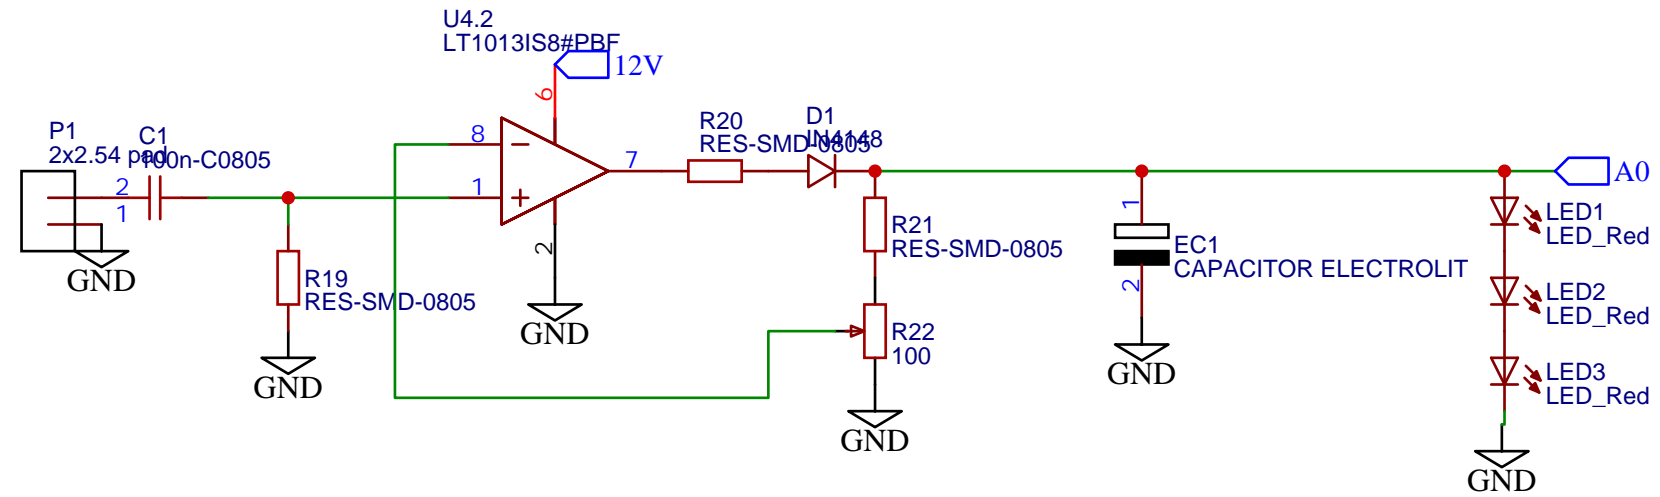 U4.2
LT1013IS8#PBF
12V
6
P1
2x2.54 pad
C1
100n-C0805
2
1
8
1
7
2
GND
R20
RES-SMD-0805
D1
IN4148
A0
R21
RES-SMD-0805
1
EC1
CAPACITOR ELECTROLIT
2
LED1
LED_Red
LED2
LED_Red
LED3
LED_Red
GND
R19
RES-SMD-0805
GND
R22
100
GND
GND
GND